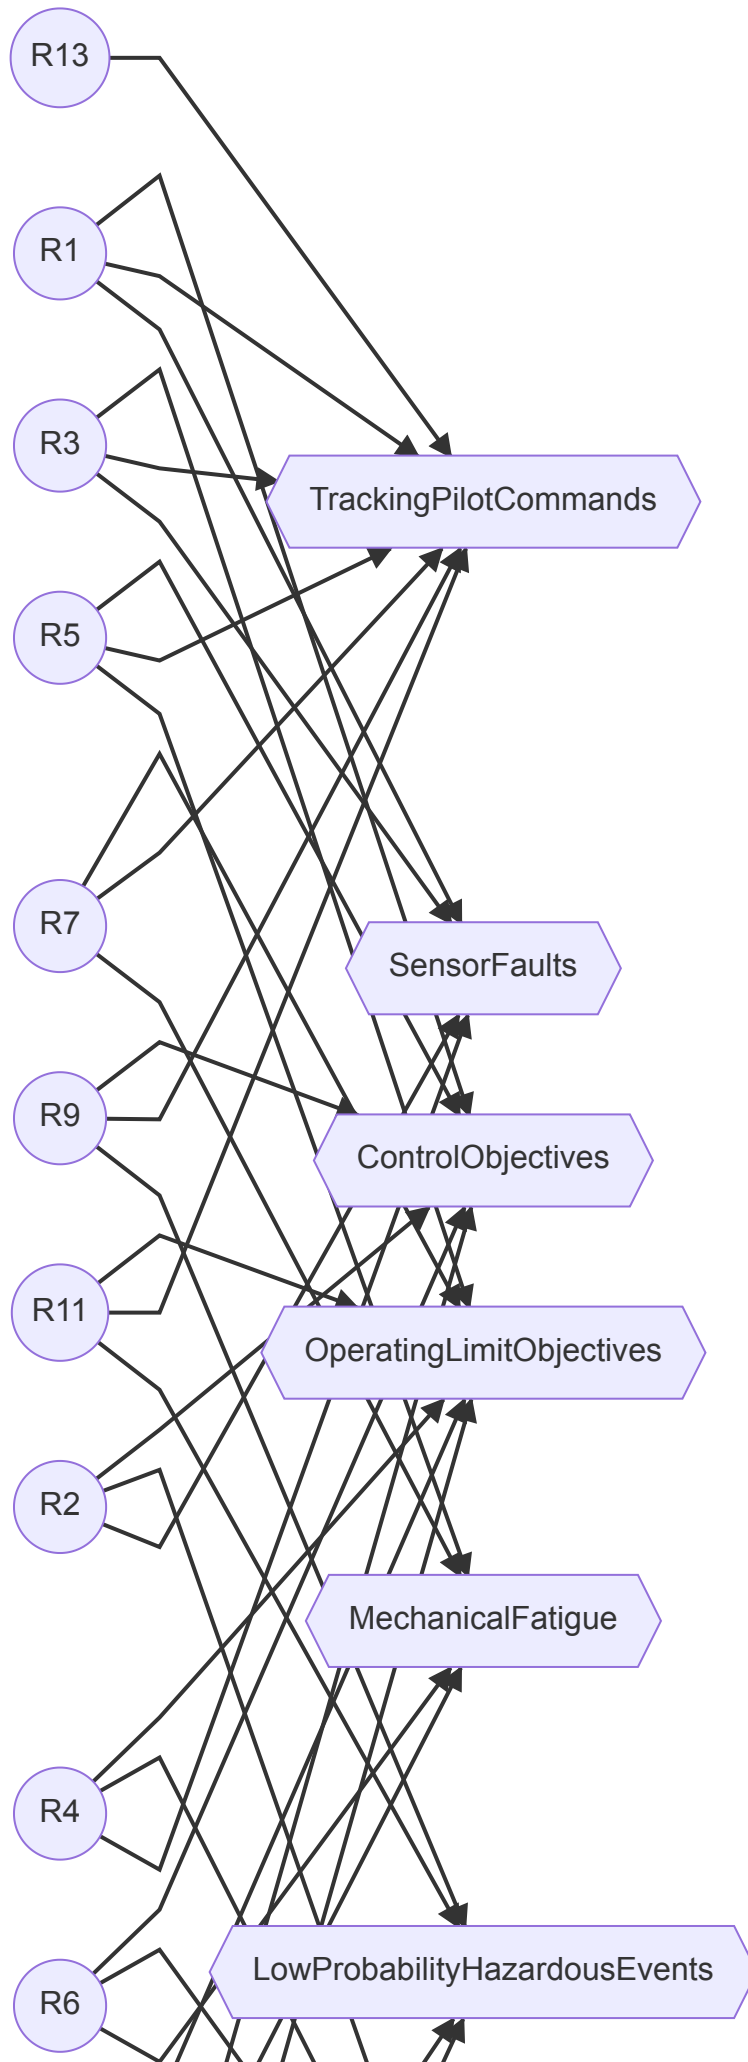 R13
R1
R3
TrackingPilotCommands
R5
R7
SensorFaults
R9
ControlObjectives
R11
OperatingLimitObjectives
R2
MechanicalFatigue
R4
LowProbabilityHazardousEvents
R6